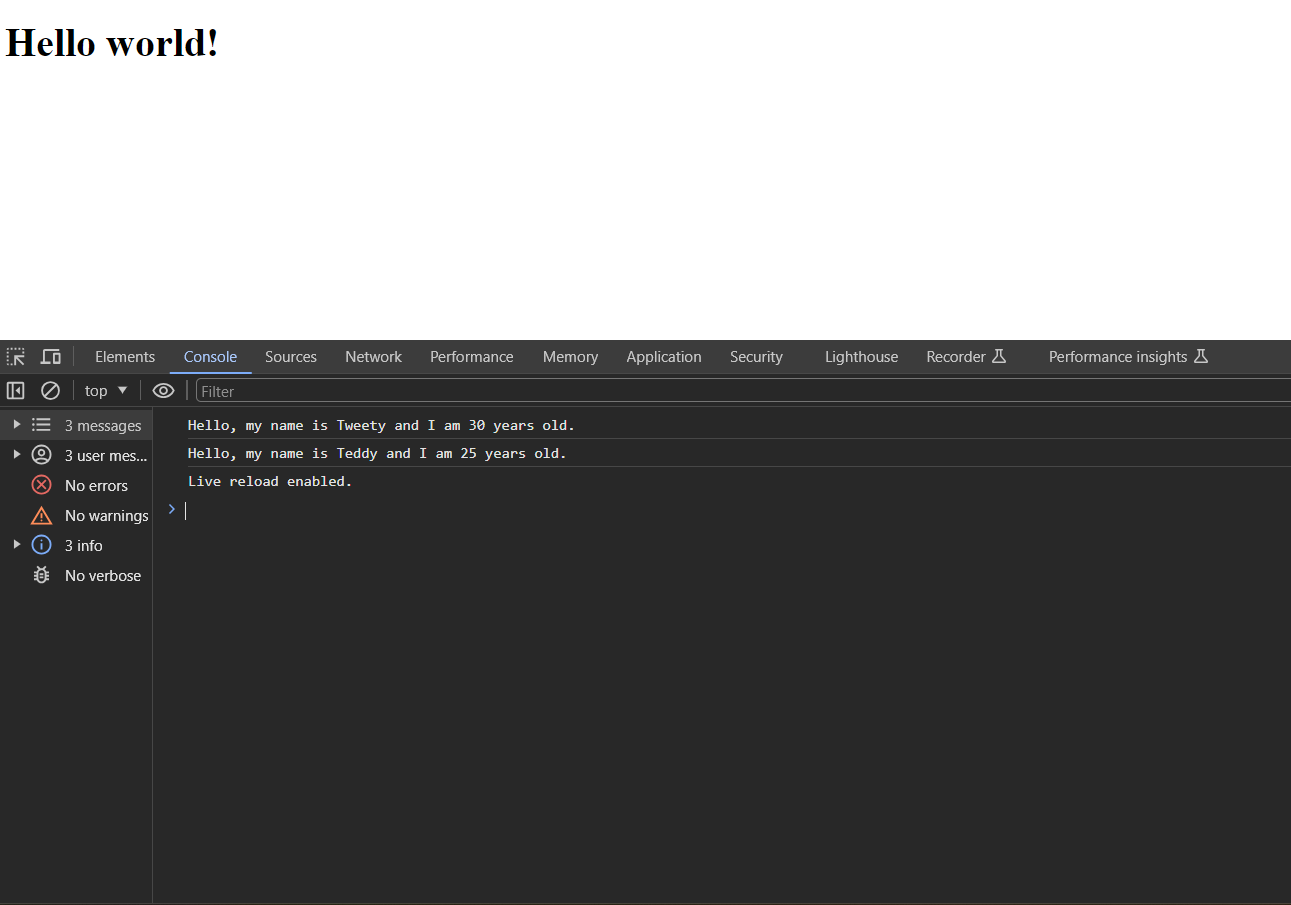 Hello world!
Elements Console Sources Network Performance Memory Application Security Lighthouse Recorder Performance insights
top Filter
3 messages
3 user mes...
No errors
No warnings
3 info
No verbose
Hello, my name is Tweety and I am 30 years old.
Hello, my name is Teddy and I am 25 years old.
Live reload enabled.
>